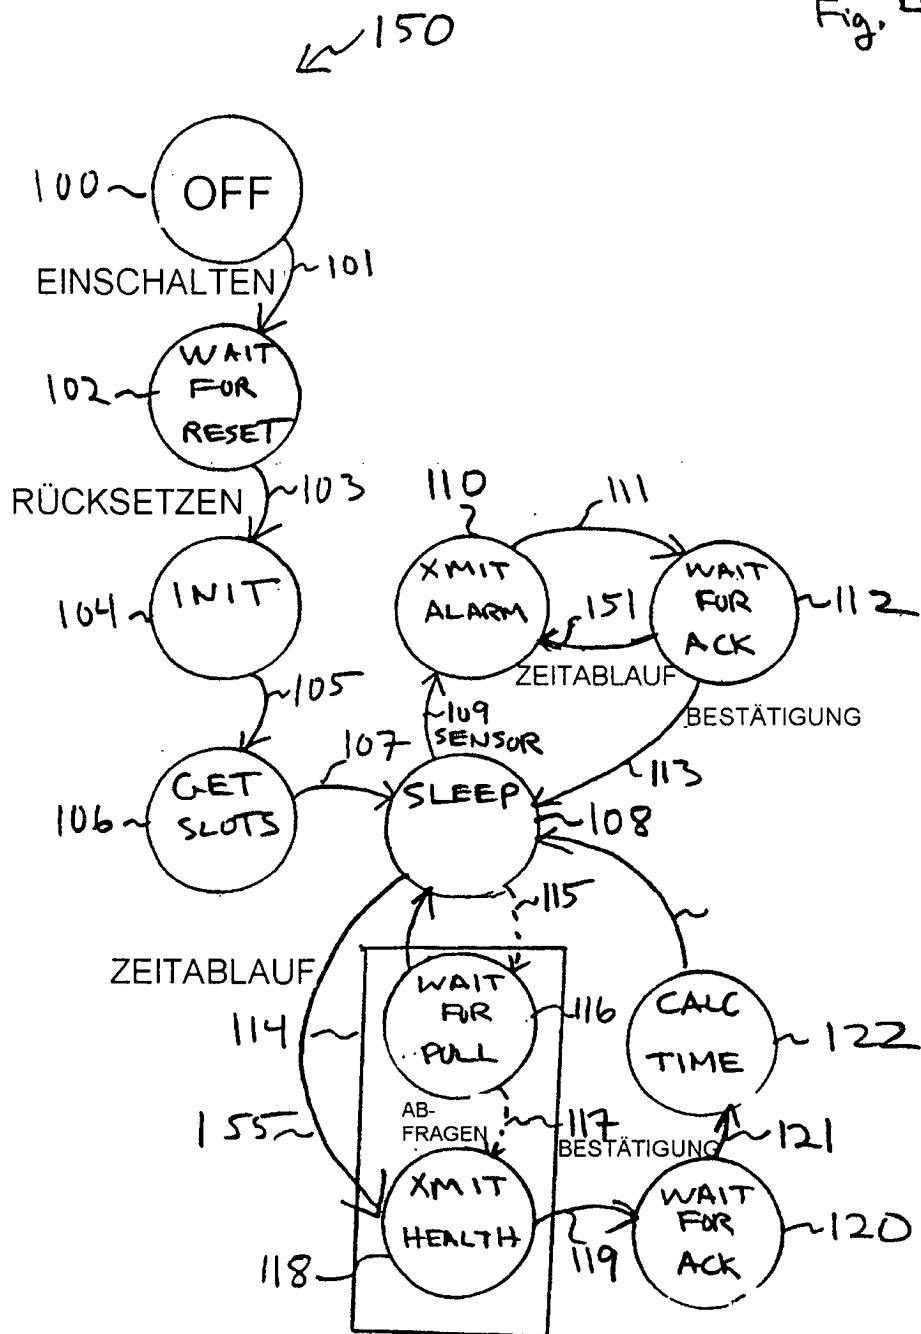 Fig.
150
100
OFF
EINSCHALTEN
101
102
WAIT
FOR
RESET
RÜCKSETZEN
103
104
INIT
105
106
GET
SLOTS
107
110
XMIT
ALARM
111
WAIT
FOR
ACK
112
151
ZEITABLAUF
BESTÄTIGUNG
109
SENSOR
113
SLEEP
108
115
ZEITABLAUF
114
WAIT
FOR
PULL
116
CALC
TIME
122
155
AB-
FRAGEN
117
BESTÄTIGUNG
121
XMIT
HEALTH
118
119
WAIT
FOR
ACK
120